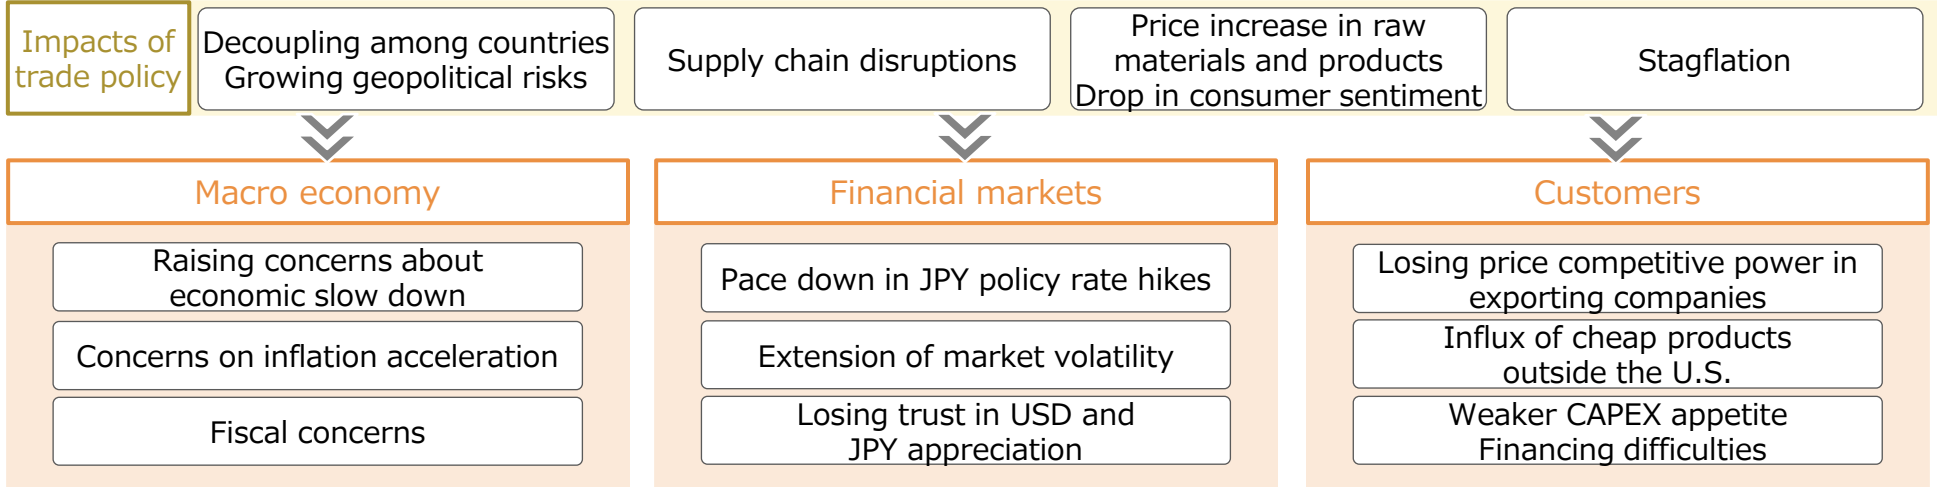 Impacts of
trade policy
Decoupling among countries
Growing geopolitical risks
Supply chain disruptions
Price increase in raw
materials and products
Drop in consumer sentiment
Stagflation
Macro economy
Raising concerns about
economic slow down
Concerns on inflation acceleration
Fiscal concerns
Financial markets
Pace down in JPY policy rate hikes
Extension of market volatility
Losing trust in USD and
JPY appreciation
Customers
Losing price competitive power in
exporting companies
Influx of cheap products
outside the U.S.
Weaker CAPEX appetite
Financing difficulties